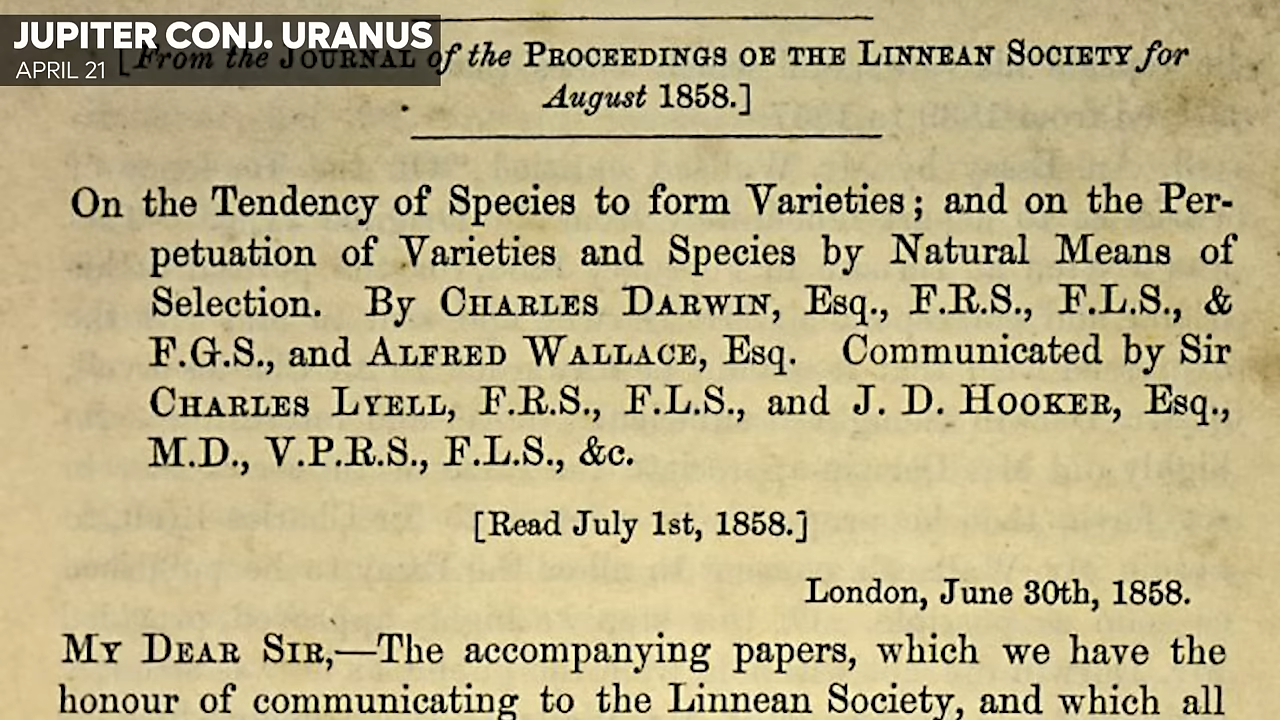 JUPITER CONJ. URANUS
APRIL 21
[From the JOURNAL of the PROCEEDINGS OE THE LINNEAN SOCIETY for
August 1858.]
On the Tendency of Species to form Varieties; and on the Per-
petuation of Varieties and Species by Natural Means of
Selection. By CHARLES DARWIN, Esq., F.R.S., F.L.S., &
F.G.S., and ALFRED WALLACE, Esq. Communicated by Sir
CHARLES LYELL, F.R.S., F.L.S., and J. D. HOOKER, Esq.,
M.D., V.P.R.S., F.L.S., &c.
[Read July 1st, 1858.]
London, June 30th, 1858.
MY DEAR SIR,—The accompanying papers, which we have the
honour of communicating to the Linnean Society, and which all